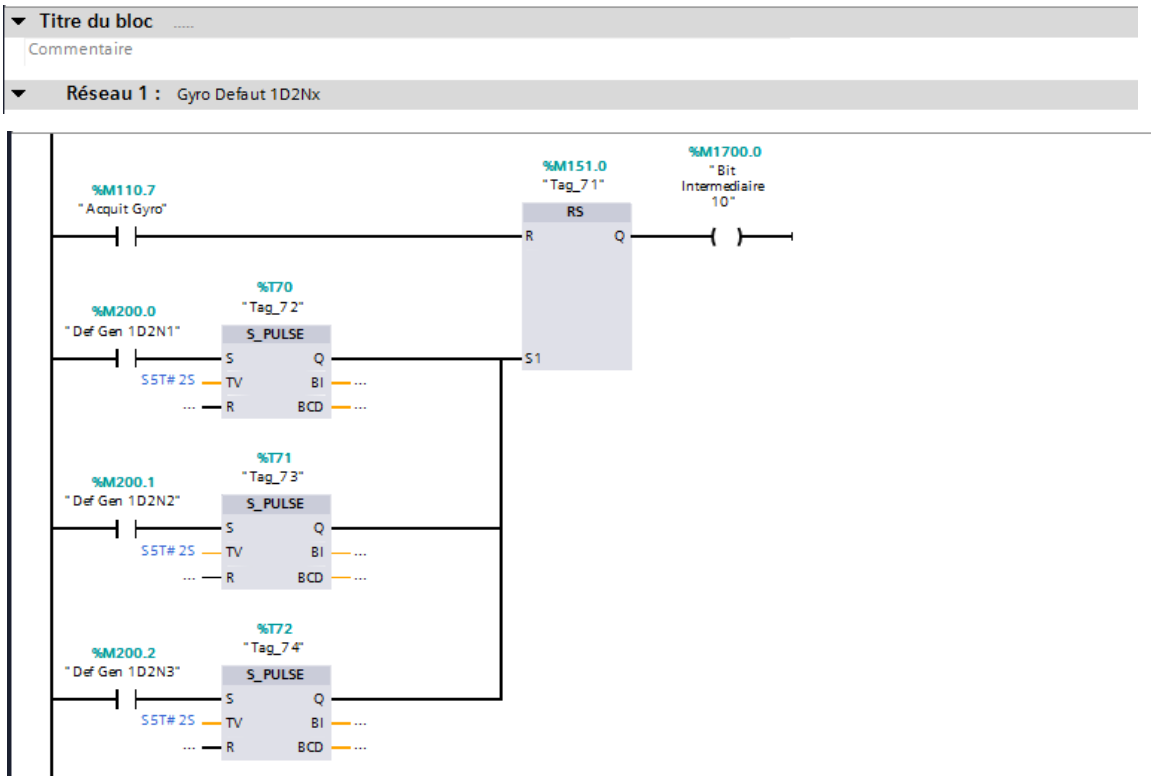 Titre du bloc .....
Commentaire
Réseau 1 : Gyro Defaut 1D2Nx
%M110.7
"Acquit Gyro"
%M151.0
"Tag_71"
RS
R Q
S1
%M1700.0
"Bit
Intermediaire
10"
%M200.0
"Def Gen 1D2N1"
%T70
"Tag_72"
S_PULSE
S Q
S5T# 2S TV BI ...
... R BCD ...
%M200.1
"Def Gen 1D2N2"
%T71
"Tag_73"
S_PULSE
S Q
S5T# 2S TV BI ...
... R BCD ...
%M200.2
"Def Gen 1D2N3"
%T72
"Tag_74"
S_PULSE
S Q
S5T# 2S TV BI ...
... R BCD ...